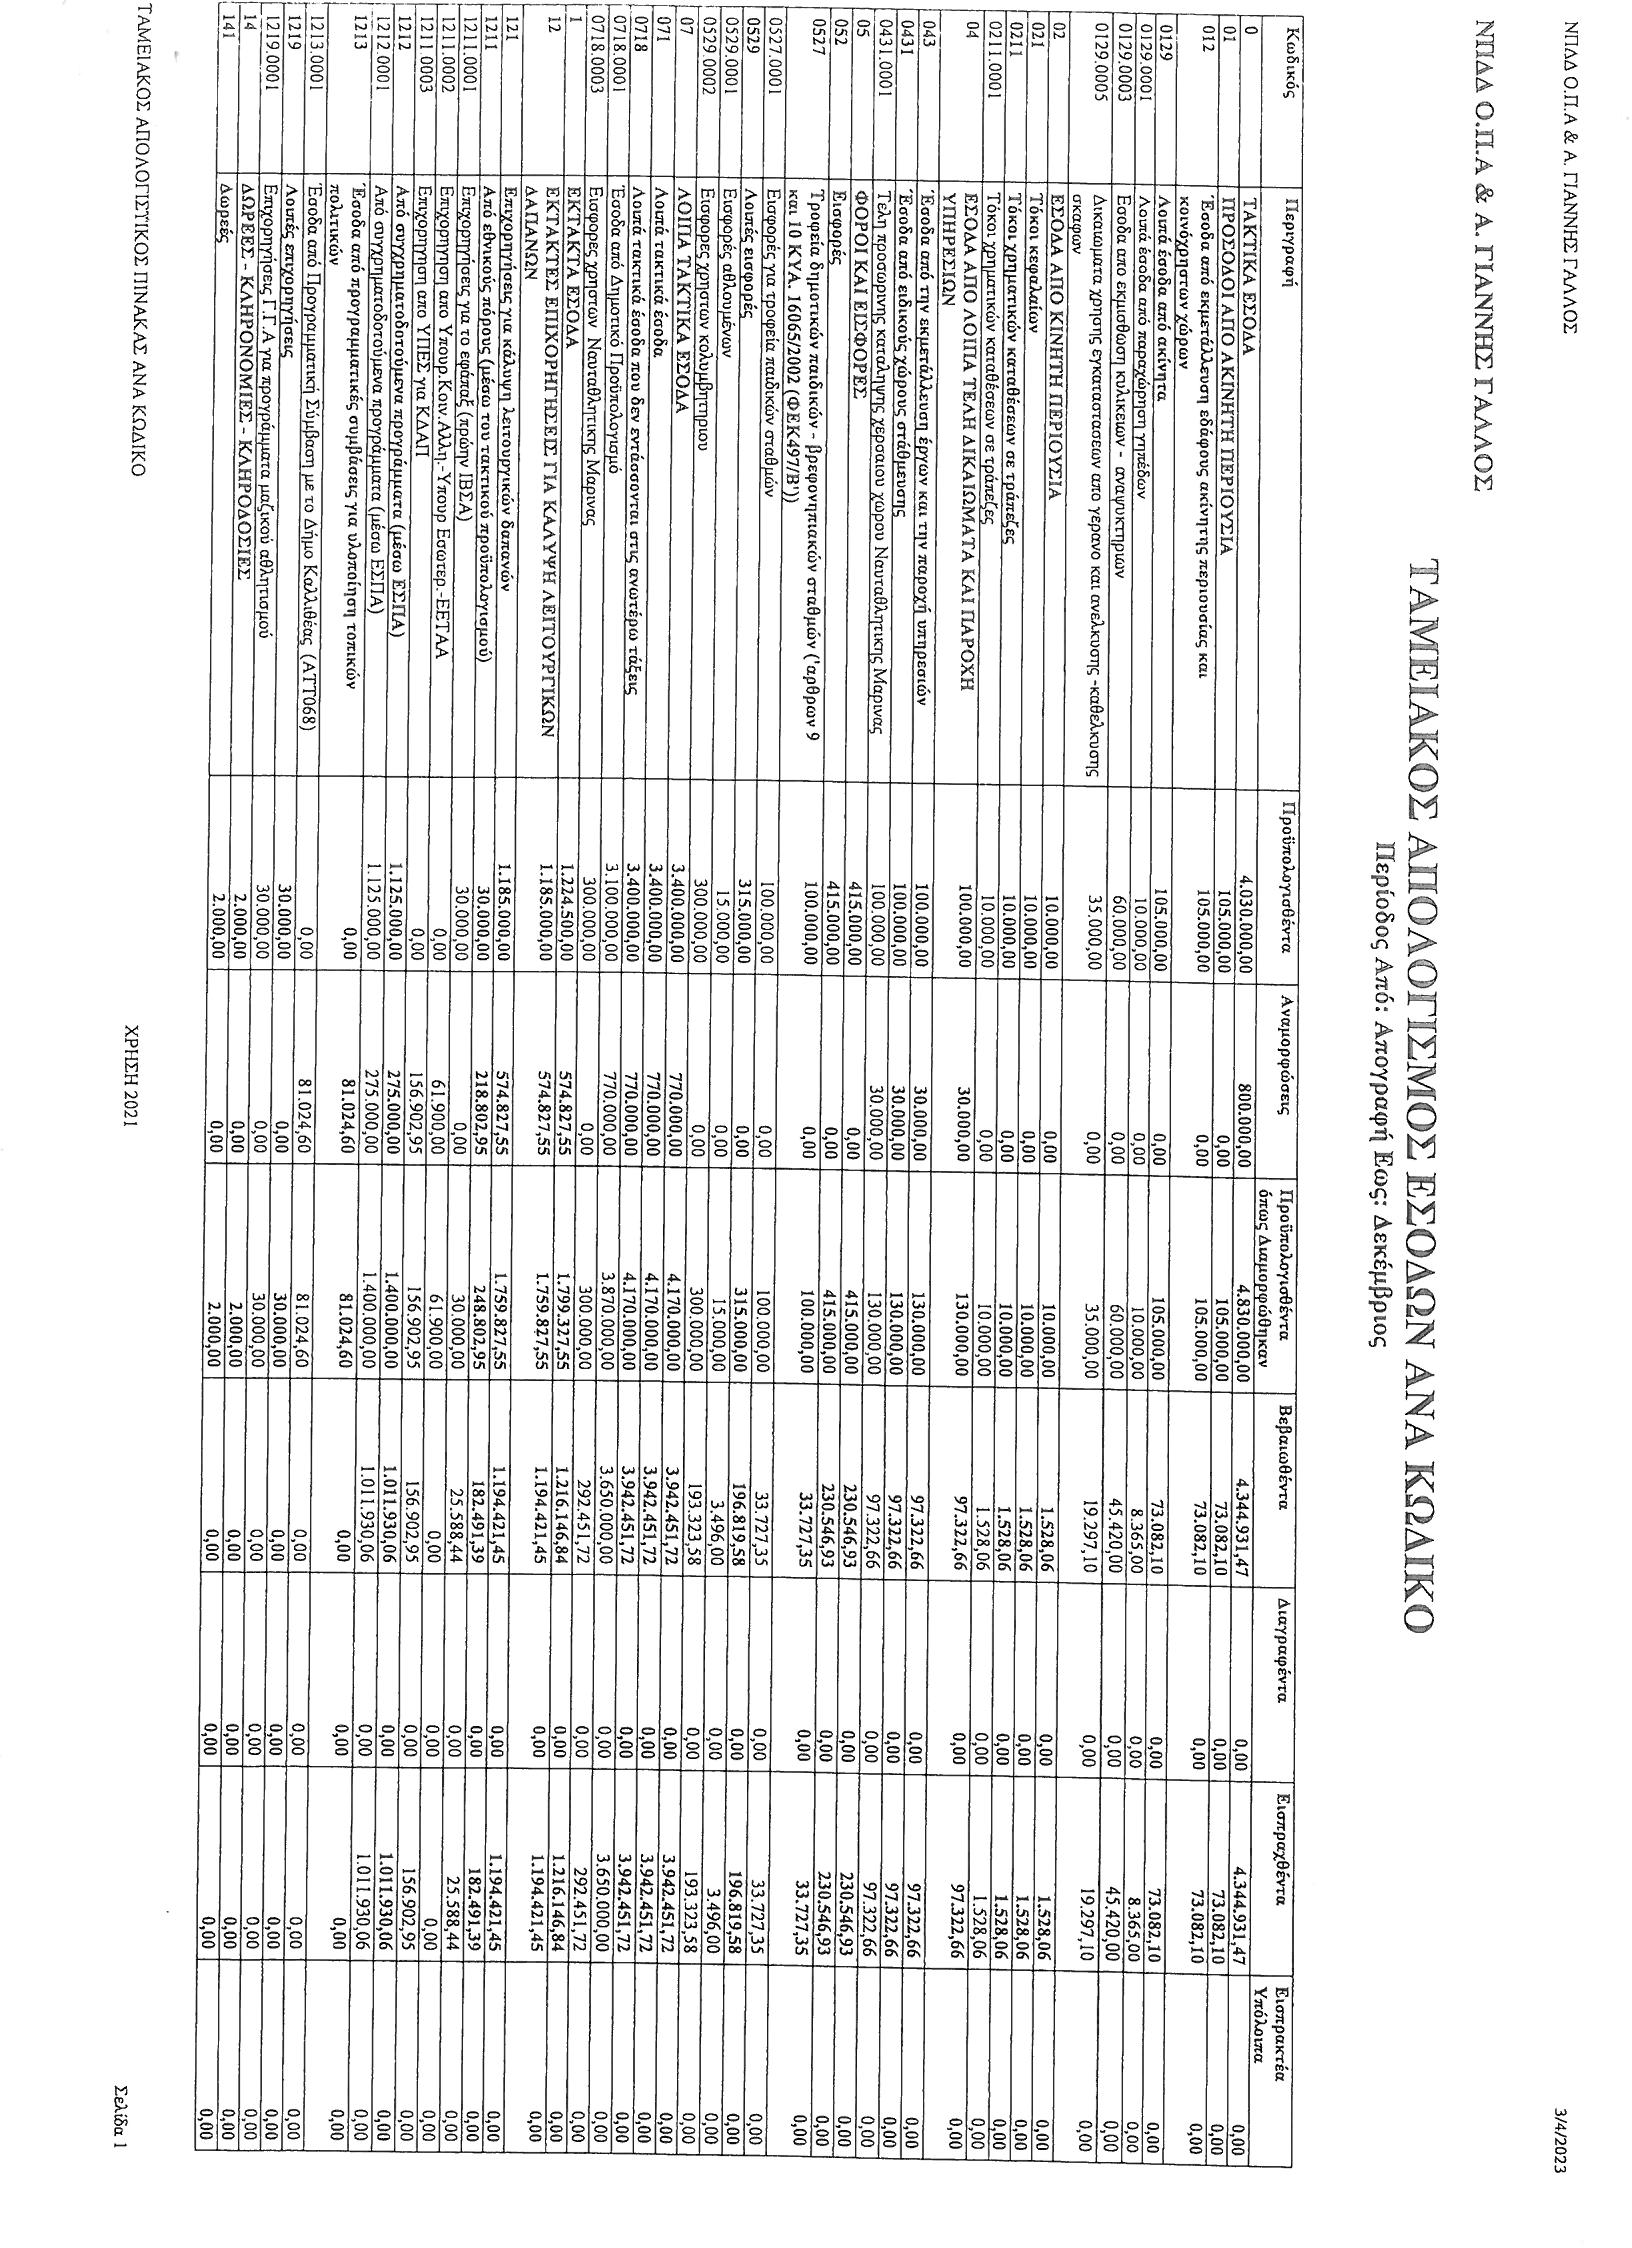 ΝΠΔΔ Ο.Π.Α & Α. ΓΙΑΝΝΗΣ ΓΑΛΛΟΣ 3/4/2023
ΝΠΔΔ Ο.Π.Α & Α. ΓΙΑΝΝΗΣ ΓΑΛΛΟΣ
ΤΑΜΕΙΑΚΟΣ ΑΠΟΛΟΓΙΣΜΟΣ ΕΣΟΔΩΝ ΑΝΑ ΚΩΔΙΚΟ
Περίοδος Από: Απογραφή Εως: Δεκέμβριος
Κωδικός Περιγραφή Προϋπολογισθέντα Αναμορφώσεις Προϋπολογισθέντα Βεβαιωθέντα Διαγραφέντα Εισπραχθέντα Εισπρακτέα
όπως Διαμορφώθηκαν Υπόλοιπα
0 ΤΑΚΤΙΚΑ ΕΣΟΔΑ 4.030.000,00 800.000,00 4.830.000,00 4.344.931,47 0,00 4.344.931,47 0,00
01 ΠΡΟΣΟΔΟΙ ΑΠΟ ΑΚΙΝΗΤΗ ΠΕΡΙΟΥΣΙΑ 105.000,00 0,00 105.000,00 73.082,10 0,00 73.082,10 0,00
012 Έσοδα από εκμετάλλευση εδάφους ακίνητης περιουσίας και 105.000,00 0,00 105.000,00 73.082,10 0,00 73.082,10 0,00
κοινόχρηστων χώρων
0129 Λοιπά έσοδα από ακίνητα 105.000,00 0,00 105.000,00 73.082,10 0,00 73.082,10 0,00
0129.0001 Λοιπά έσοδα από παραχώρηση γηπέδων 10.000,00 0,00 10.000,00 8.365,00 0,00 8.365,00 0,00
0129.0003 Εσοδα απο εκμισθωση κυλικειων - αναψυκτηριων 60.000,00 0,00 60.000,00 45.420,00 0,00 45.420,00 0,00
0129.0005 Δικαιωματα χρησης εγκαταστασεων απο γερανο και ανελκυσης -καθελκυσης 35.000,00 0,00 35.000,00 19.297,10 0,00 19.297,10 0,00
σκαφων
02 ΕΣΟΔΑ ΑΠΟ ΚΙΝΗΤΗ ΠΕΡΙΟΥΣΙΑ 10.000,00 0,00 10.000,00 1.528,06 0,00 1.528,06 0,00
021 Τόκοι κεφαλαίων 10.000,00 0,00 10.000,00 1.528,06 0,00 1.528,06 0,00
0211 Τόκοι χρηματικών καταθέσεων σε τράπεζες 10.000,00 0,00 10.000,00 1.528,06 0,00 1.528,06 0,00
0211.0001 Τόκοι χρηματικών καταθέσεων σε τράπεζες 10.000,00 0,00 10.000,00 1.528,06 0,00 1.528,06 0,00
04 ΕΣΟΔΑ ΑΠΟ ΛΟΙΠΑ ΤΕΛΗ ΔΙΚΑΙΩΜΑΤΑ ΚΑΙ ΠΑΡΟΧΗ 100.000,00 30.000,00 130.000,00 97.322,66 0,00 97.322,66 0,00
ΥΠΗΡΕΣΙΩΝ
043 Έσοδα από την εκμετάλλευση έργων και την παροχή υπηρεσιών 100.000,00 30.000,00 130.000,00 97.322,66 0,00 97.322,66 0,00
0431 Έσοδα από ειδικούς χώρους στάθμευσης 100.000,00 30.000,00 130.000,00 97.322,66 0,00 97.322,66 0,00
0431.0001 Τελη προσωρινης καταληψης χερσαιου χωρου Ναυταθλητικης Μαρινας 100.000,00 30.000,00 130.000,00 97.322,66 0,00 97.322,66 0,00
05 ΦΟΡΟΙ ΚΑΙ ΕΙΣΦΟΡΕΣ 415.000,00 0,00 415.000,00 230.546,93 0,00 230.546,93 0,00
052 Εισφορές 415.000,00 0,00 415.000,00 230.546,93 0,00 230.546,93 0,00
0527 Τροφεία δημοτικών παιδικών - βρεφονηπιακών σταθμών ('αρθρων 9 100.000,00 0,00 100.000,00 33.727,35 0,00 33.727,35 0,00
και 10 ΚΥΑ. 16065/2002 (ΦΕΚ497/Β'))
0527.0001 Εισφορές για τροφεία παιδικών σταθμών 100.000,00 0,00 100.000,00 33.727,35 0,00 33.727,35 0,00
0529 Λοιπές εισφορές 315.000,00 0,00 315.000,00 196.819,58 0,00 196.819,58 0,00
0529.0001 Εισφορές αθλουμένων 15.000,00 0,00 15.000,00 3.496,00 0,00 3.496,00 0,00
0529.0002 Εισφορες χρηστων κολυμβητηριου 300.000,00 0,00 300.000,00 193.323,58 0,00 193.323,58 0,00
07 ΛΟΙΠΑ ΤΑΚΤΙΚΑ ΕΣΟΔΑ 3.400.000,00 770.000,00 4.170.000,00 3.942.451,72 0,00 3.942.451,72 0,00
071 Λοιπά τακτικά έσοδα 3.400.000,00 770.000,00 4.170.000,00 3.942.451,72 0,00 3.942.451,72 0,00
0718 Λοιπά τακτικά έσοδα που δεν εντάσσονται στις ανωτέρω τάξεις 3.400.000,00 770.000,00 4.170.000,00 3.942.451,72 0,00 3.942.451,72 0,00
0718.0001 Έσοδα από Δημοτικό Προϋπολογισμό 3.100.000,00 770.000,00 3.870.000,00 3.650.000,00 0,00 3.650.000,00 0,00
0718.0003 Εισφορες χρηστων Ναυταθλητικης Μαρινας 300.000,00 0,00 300.000,00 292.451,72 0,00 292.451,72 0,00
1 ΕΚΤΑΚΤΑ ΕΣΟΔΑ 1.224.500,00 574.827,55 1.799.327,55 1.216.146,84 0,00 1.216.146,84 0,00
12 ΕΚΤΑΚΤΕΣ ΕΠΙΧΟΡΗΓΗΣΕΙΣ ΓΙΑ ΚΑΛΥΨΗ ΛΕΙΤΟΥΡΓΙΚΩΝ 1.185.000,00 574.827,55 1.759.827,55 1.194.421,45 0,00 1.194.421,45 0,00
ΔΑΠΑΝΩΝ
121 Επιχορηγήσεις για κάλυψη λειτουργικών δαπανών 1.185.000,00 574.827,55 1.759.827,55 1.194.421,45 0,00 1.194.421,45 0,00
1211 Από εθνικούς πόρους (μέσω του τακτικού προϋπολογισμού) 30.000,00 218.802,95 248.802,95 182.491,39 0,00 182.491,39 0,00
1211.0001 Επιχορηγήσεις για το εφάπαξ (πρώην ΙΒΣΑ) 30.000,00 0,00 30.000,00 25.588,44 0,00 25.588,44 0,00
1211.0002 Επιχορήγηση απο Υπουρ.Κοιν.Αλλη.-Υπουρ Εσωτερ.-ΕΕΤΑΑ 0,00 61.900,00 61.900,00 0,00 0,00 0,00 0,00
1211.0003 Επιχορηγηση απο ΥΠΕΣ για ΚΔΑΠ 0,00 156.902,95 156.902,95 156.902,95 0,00 156.902,95 0,00
1212 Από συγχρηματοδοτούμενα προγράμματα (μέσω ΕΣΠΑ) 1.125.000,00 275.000,00 1.400.000,00 1.011.930,06 0,00 1.011.930,06 0,00
1212.0001 Από συγχρηματοδοτούμενα προγράμματα (μέσω ΕΣΠΑ) 1.125.000,00 275.000,00 1.400.000,00 1.011.930,06 0,00 1.011.930,06 0,00
1213 Έσοδα από προγραμματικές συμβάσεις για υλοποίηση τοπικών 0,00 81.024,60 81.024,60 0,00 0,00 0,00 0,00
πολιτικών
1213.0001 Έσοδα από Προγραμματική Σύμβαση με το Δήμο Καλλιθέας (ΑΤΤ068) 0,00 81.024,60 81.024,60 0,00 0,00 0,00 0,00
1219 Λοιπές επιχορηγήσεις 30.000,00 0,00 30.000,00 0,00 0,00 0,00 0,00
1219.0001 Επιχορηγήσεις Γ.Γ.Α για προγράμματα μαζικού αθλητισμού 30.000,00 0,00 30.000,00 0,00 0,00
14 ΔΩΡΕΕΣ - ΚΛΗΡΟΝΟΜΙΕΣ - ΚΛΗΡΟΔΟΣΙΕΣ 2.000,00 0,00 2.000,00 0,00 0,00 0,00 0,00
141 Δωρεές 2.000,00 0,00 2.000,00 0,00 0,00 0,00 0,00
ΤΑΜΕΙΑΚΟΣ ΑΠΟΛΟΓΙΣΤΙΚΟΣ ΠΙΝΑΚΑΣ ΑΝΑ ΚΩΔΙΚΟ ΧΡΗΣΗ 2021 Σελίδα 1